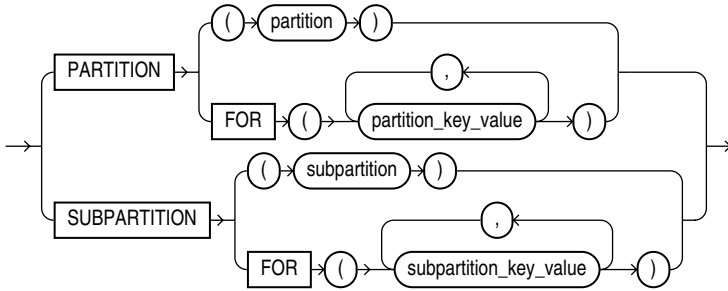 ( partition )
PARTITION
,
FOR ( partition_key_value )
( subpartition )
SUBPARTITION
,
FOR ( subpartition_key_value )